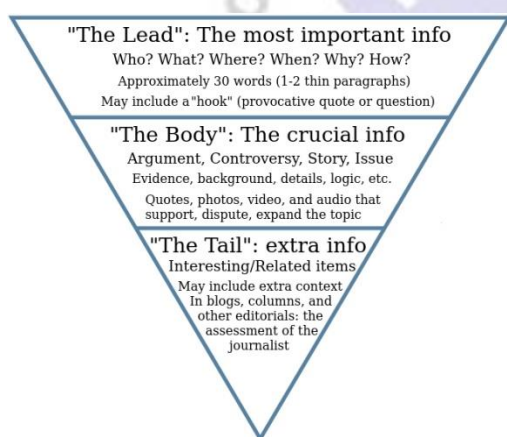 "The Lead": The most important info
Who? What? Where? When? Why? How?
Approximately 30 words (1-2 thin paragraphs)
May include a "hook" (provocative quote or question)
"The Body": The crucial info
Argument, Controversy, Story, Issue
Evidence, background, details, logic, etc.
Quotes, photos, video, and audio that
support, dispute, expand the topic
"The Tail": extra info
Interesting/Related items
May include extra context
In blogs, columns, and
other editorials: the
assessment of the
journalist